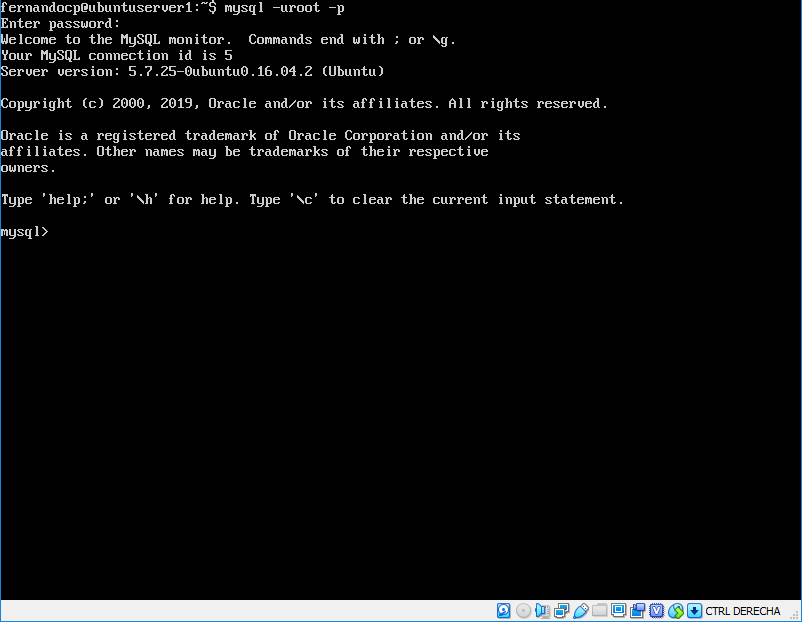 fernandocp@ubuntuserver1:~$ mysql -uroot -p
Enter password:
Welcome to the MySQL monitor.  Commands end with ; or \g.
Your MySQL connection id is 5
Server version: 5.7.25-0ubuntu0.16.04.2 (Ubuntu)
Copyright (c) 2000, 2019, Oracle and/or its affiliates. All rights reserved.
Oracle is a registered trademark of Oracle Corporation and/or its
affiliates. Other names may be trademarks of their respective
owners.
Type 'help;' or '\h' for help. Type '\c' to clear the current input statement.
mysql>
CTRL DERECHA